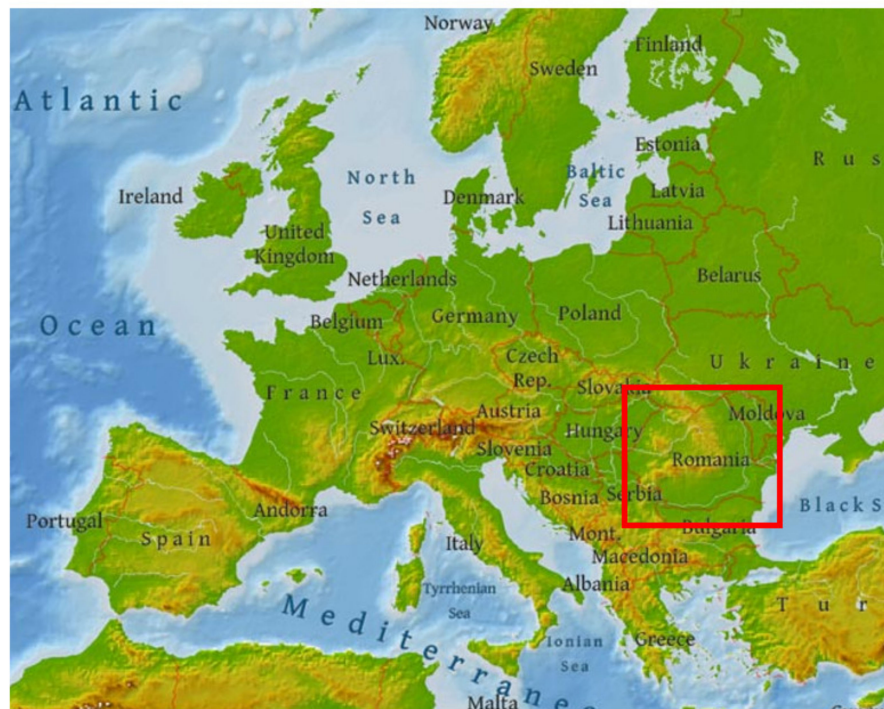 Norway
Finland
Sweden
Atlantic
Estonia
Rus
Ireland
North
Sea
Denmark
Baltic
Sea
Latvia
Lithuania
United
Kingdom
Netherlands
Belarus
Ocean
Belgium
Germany
Poland
Lux.
Czech
Rep.
Ukraine
France
Slovakia
Austria
Moldova
Switzerland
Hungary
Slovenia
Romania
Croatia
Andorra
Bosnia
Serbia
Black S
Portugal
Spain
Italy
Mont.
Bulgaria
Macedonia
Tyrrhenian
Sea
Albania
Mediterranea
Tur
Ionian
Sea
Greece
Malta